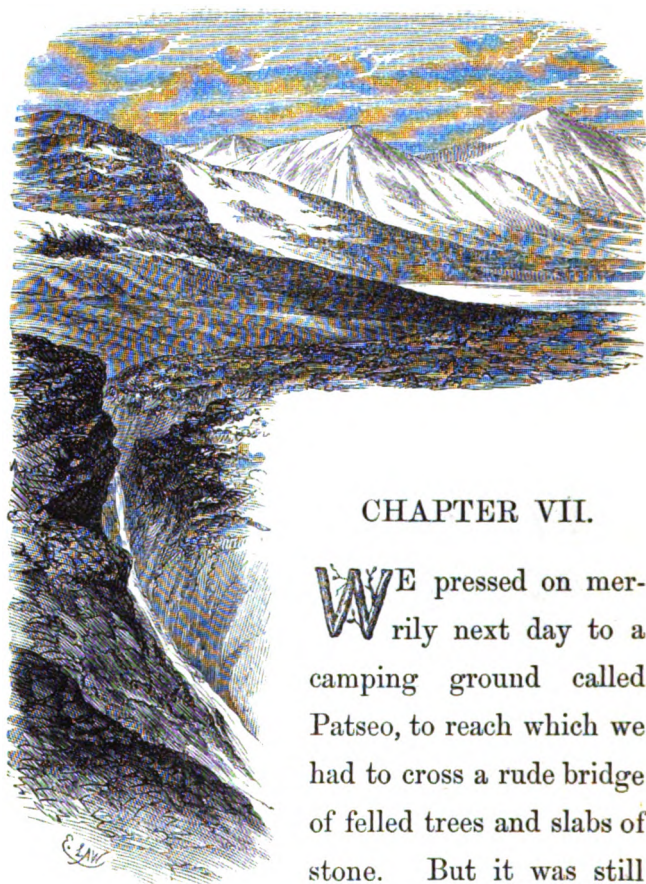 CHAPTER VII.
WE pressed on mer-
rily next day to a
camping ground called
Patseo, to reach which we
had to cross a rude bridge
of felled trees and slabs of
stone. But it was still
E. LAW